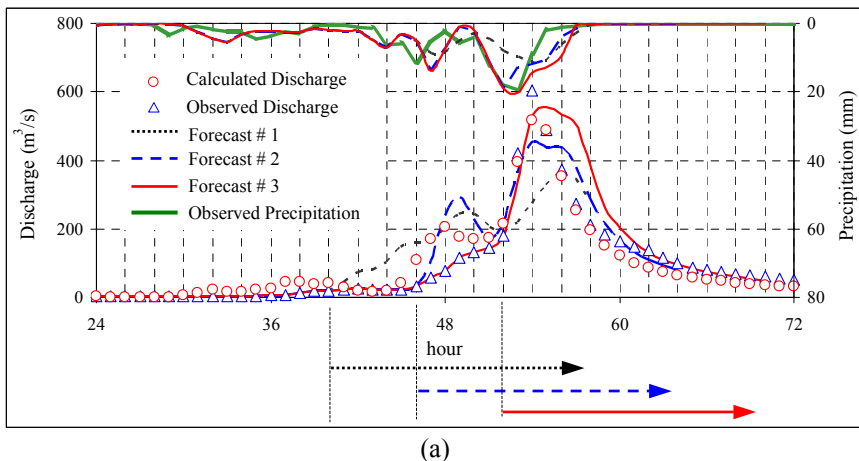 800
600
400
200
0
Discharge (m³/s)
0
20
40
60
80
Precipitation (mm)
Calculated Discharge
Observed Discharge
Forecast # 1
Forecast # 2
Forecast # 3
Observed Precipitation
24 36 48 60 72
hour
(a)